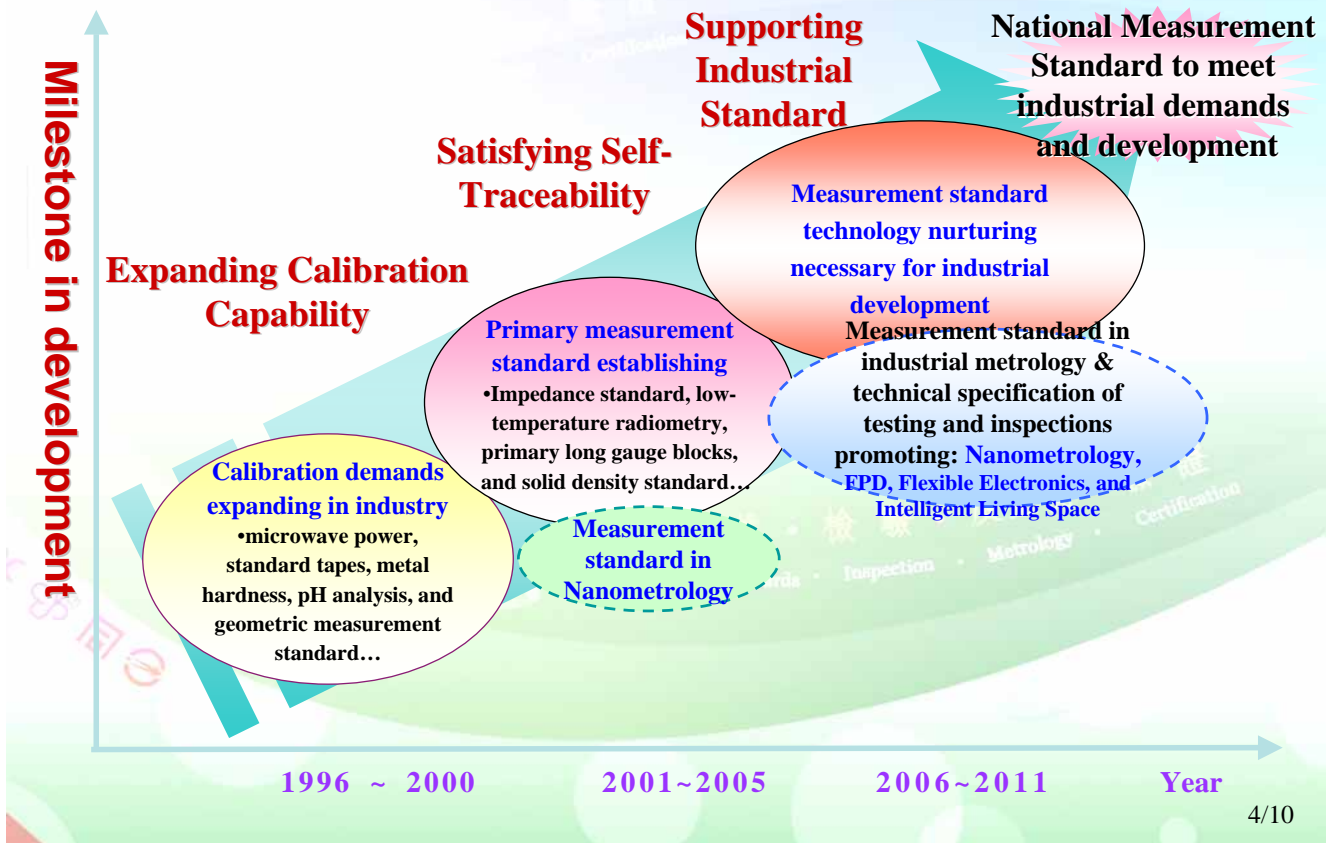 Milestone in development
Supporting
Industrial
Standard
National Measurement
Standard to meet
industrial demands
and development
Satisfying Self-
Traceability
Expanding Calibration
Capability
Measurement standard
technology nurturing
necessary for industrial
development
Primary measurement
standard establishing
•Impedance standard, low-
temperature radiometry,
primary long gauge blocks,
and solid density standard…
Measurement standard in
industrial metrology &
technical specification of
testing and inspections
promoting: Nanometrology,
FPD, Flexible Electronics, and
Intelligent Living Space
Calibration demands
expanding in industry
•microwave power,
standard tapes, metal
hardness, pH analysis, and
geometric measurement
standard…
Measurement
standard in
Nanometrology
Inspection · Metrology · Certification
1996 ~ 2000
2001~2005
2006~2011
Year
4/10